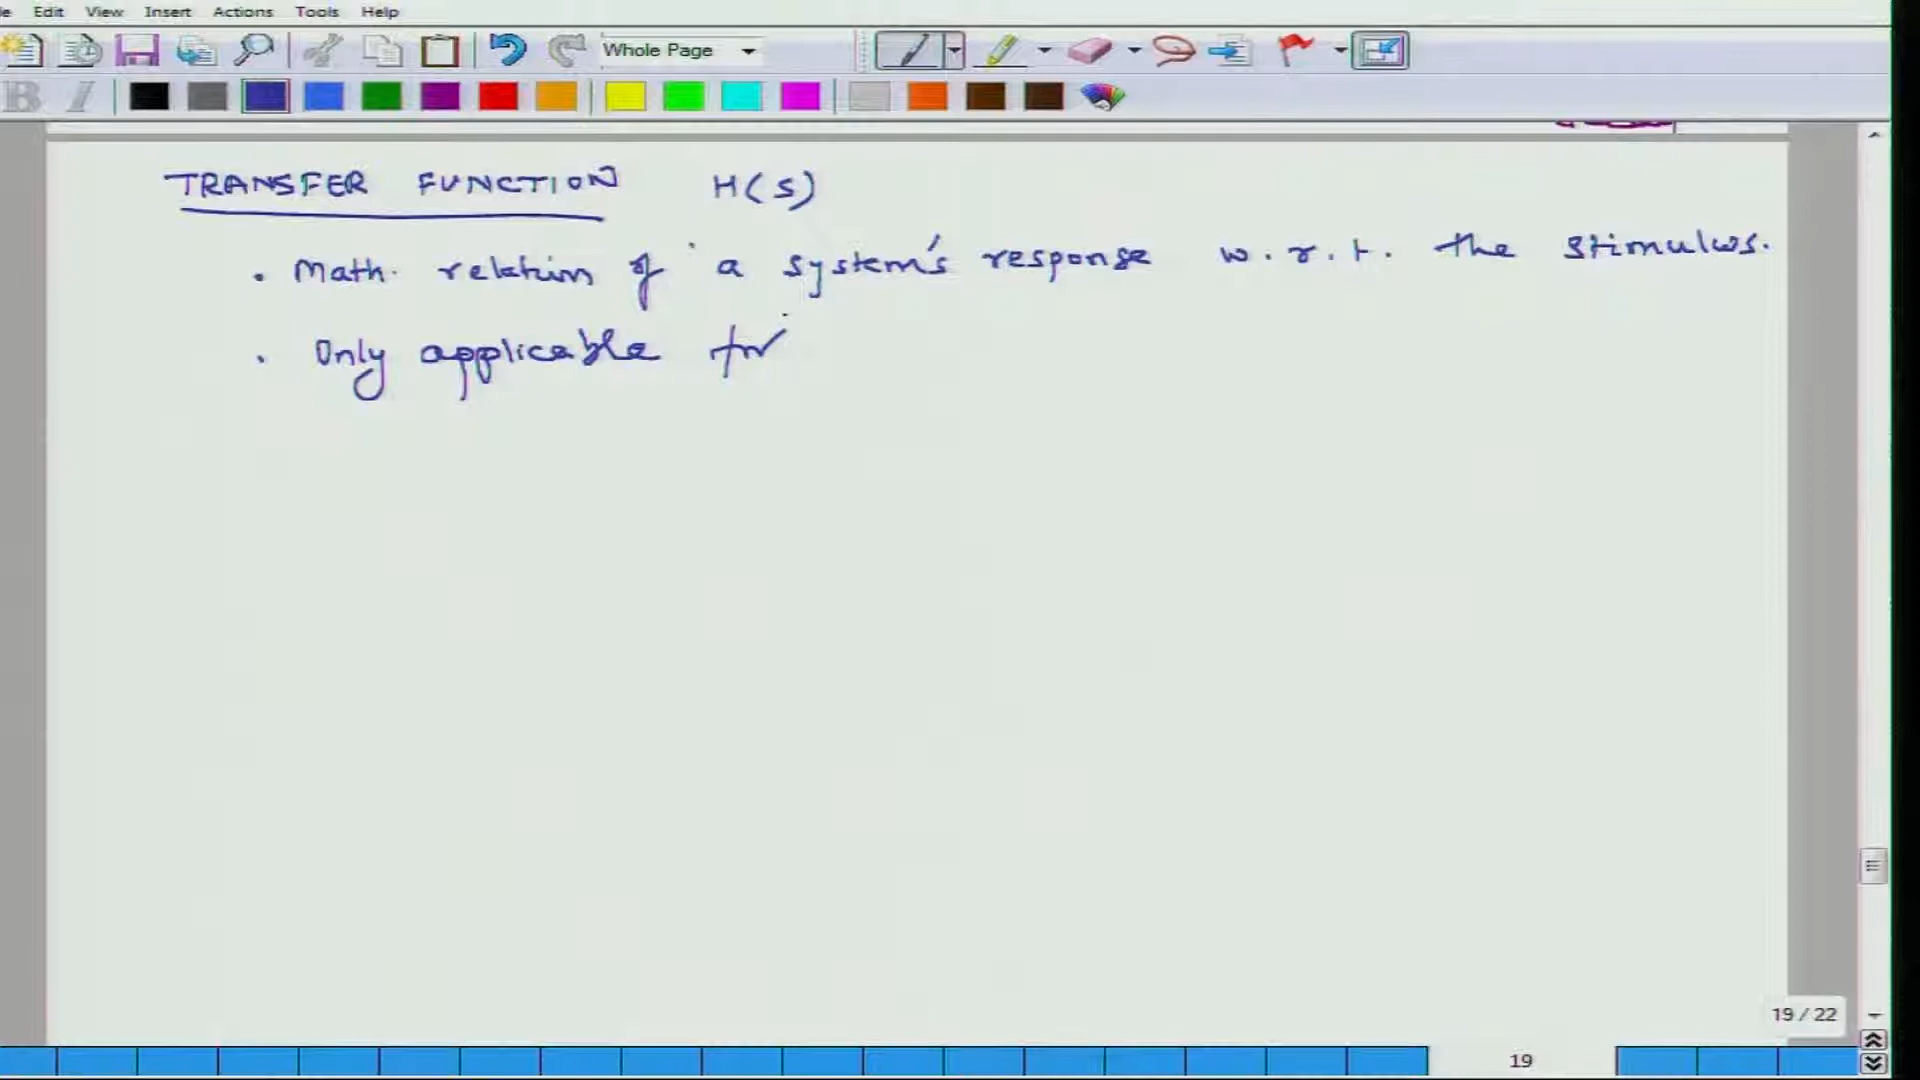 Edit View Insert Actions Tools Help
Whole Page
B I
TRANSFER FUNCTION H(S)
. Math. relation of a system's response w.r.t. the stimulus.
. Only applicable for
19 / 22
19